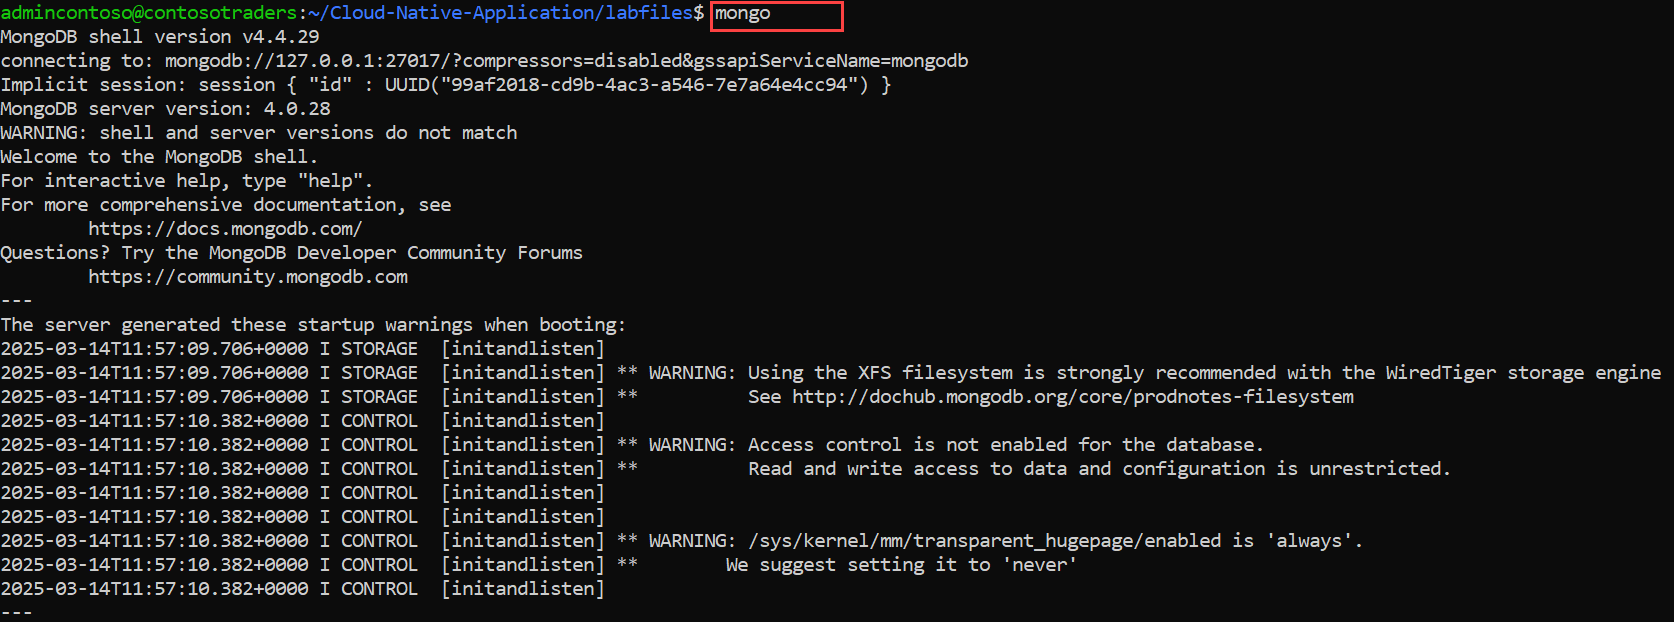 admincontoso@contosotraders:~/Cloud-Native-Application/labfiles$ mongo
MongoDB shell version v4.4.29
connecting to: mongodb://127.0.0.1:27017/?compressors=disabled&gssapiServiceName=mongodb
Implicit session: session { "id" : UUID("99af2018-cd9b-4ac3-a546-7e7a64e4cc94") }
MongoDB server version: 4.0.28
WARNING: shell and server versions do not match
Welcome to the MongoDB shell.
For interactive help, type "help".
For more comprehensive documentation, see
        https://docs.mongodb.com/
Questions? Try the MongoDB Developer Community Forums
        https://community.mongodb.com
---
The server generated these startup warnings when booting:
2025-03-14T11:57:09.706+0000 I STORAGE  [initandlisten]
2025-03-14T11:57:09.706+0000 I STORAGE  [initandlisten] ** WARNING: Using the XFS filesystem is strongly recommended with the WiredTiger storage engine
2025-03-14T11:57:09.706+0000 I STORAGE  [initandlisten] **          See http://dochub.mongodb.org/core/prodnotes-filesystem
2025-03-14T11:57:10.382+0000 I CONTROL  [initandlisten]
2025-03-14T11:57:10.382+0000 I CONTROL  [initandlisten] ** WARNING: Access control is not enabled for the database.
2025-03-14T11:57:10.382+0000 I CONTROL  [initandlisten] **          Read and write access to data and configuration is unrestricted.
2025-03-14T11:57:10.382+0000 I CONTROL  [initandlisten]
2025-03-14T11:57:10.382+0000 I CONTROL  [initandlisten]
2025-03-14T11:57:10.382+0000 I CONTROL  [initandlisten] ** WARNING: /sys/kernel/mm/transparent_hugepage/enabled is 'always'.
2025-03-14T11:57:10.382+0000 I CONTROL  [initandlisten] **        We suggest setting it to 'never'
2025-03-14T11:57:10.382+0000 I CONTROL  [initandlisten]
---